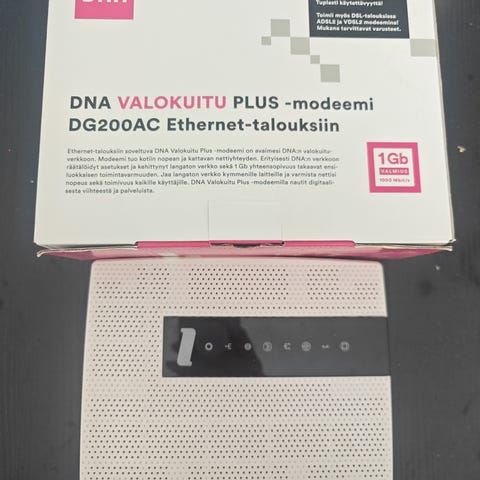 DNA
Tuplasti käytettävyyttä!
Toimii myös DSL-talouksissa
ADSL2 ja VDSL2 modeemina!
Mukana tarvittavat varusteet.
DNA VALOKUITU PLUS -modeemi
DG200AC Ethernet-talouksiin
Ethernet-talouksiin soveltuva DNA Valokuitu Plus -modeemi on avaimesi DNA:n valokuitu-
verkkoon. Modeemi tuo kotiin nopean ja kattavan nettiyhteyden. Erityisesti DNA:n verkkoon
räätälöidyt asetukset ja kehittynyt langaton verkko sekä 1 Gb yhteensopivuus takaavat ensi-
luokkaisen toimintavarmuuden. Jaa langaton verkko kymmenille laitteille ja varmista nettisi
nopeus sekä toimivuus kaikille käyttäjille. DNA Valokuitu Plus -modeemilla nautit digitaali-
sesta viihteestä ja palveluista.
1 Gb
VALMIUS
1000 Mbit/s